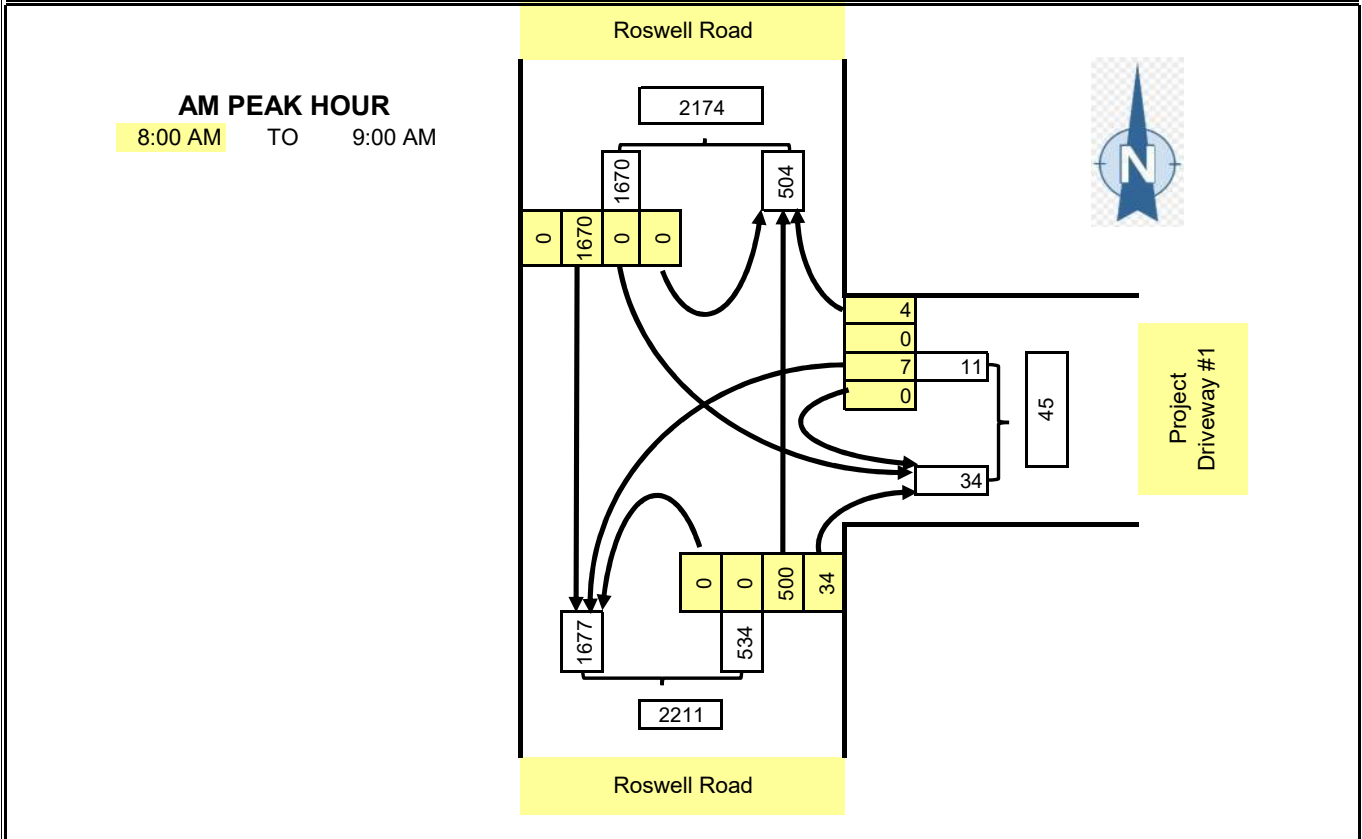 Roswell Road
AM PEAK HOUR
8:00 AM TO 9:00 AM
2174
1670
504
0 1670 0 0
N
4
0
7 11
0
45
Project
Driveway #1
34
0 0 500 34
1677
534
2211
Roswell Road